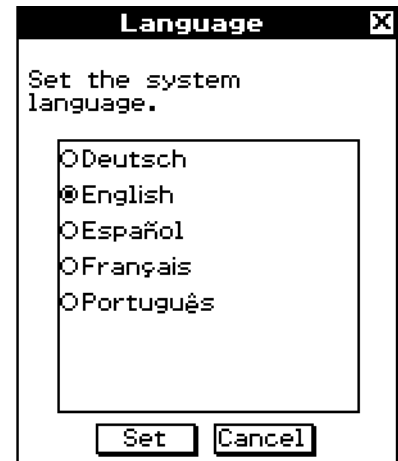 Language
Set the system
language.
Deutsch
English
Español
Français
Português
Set Cancel